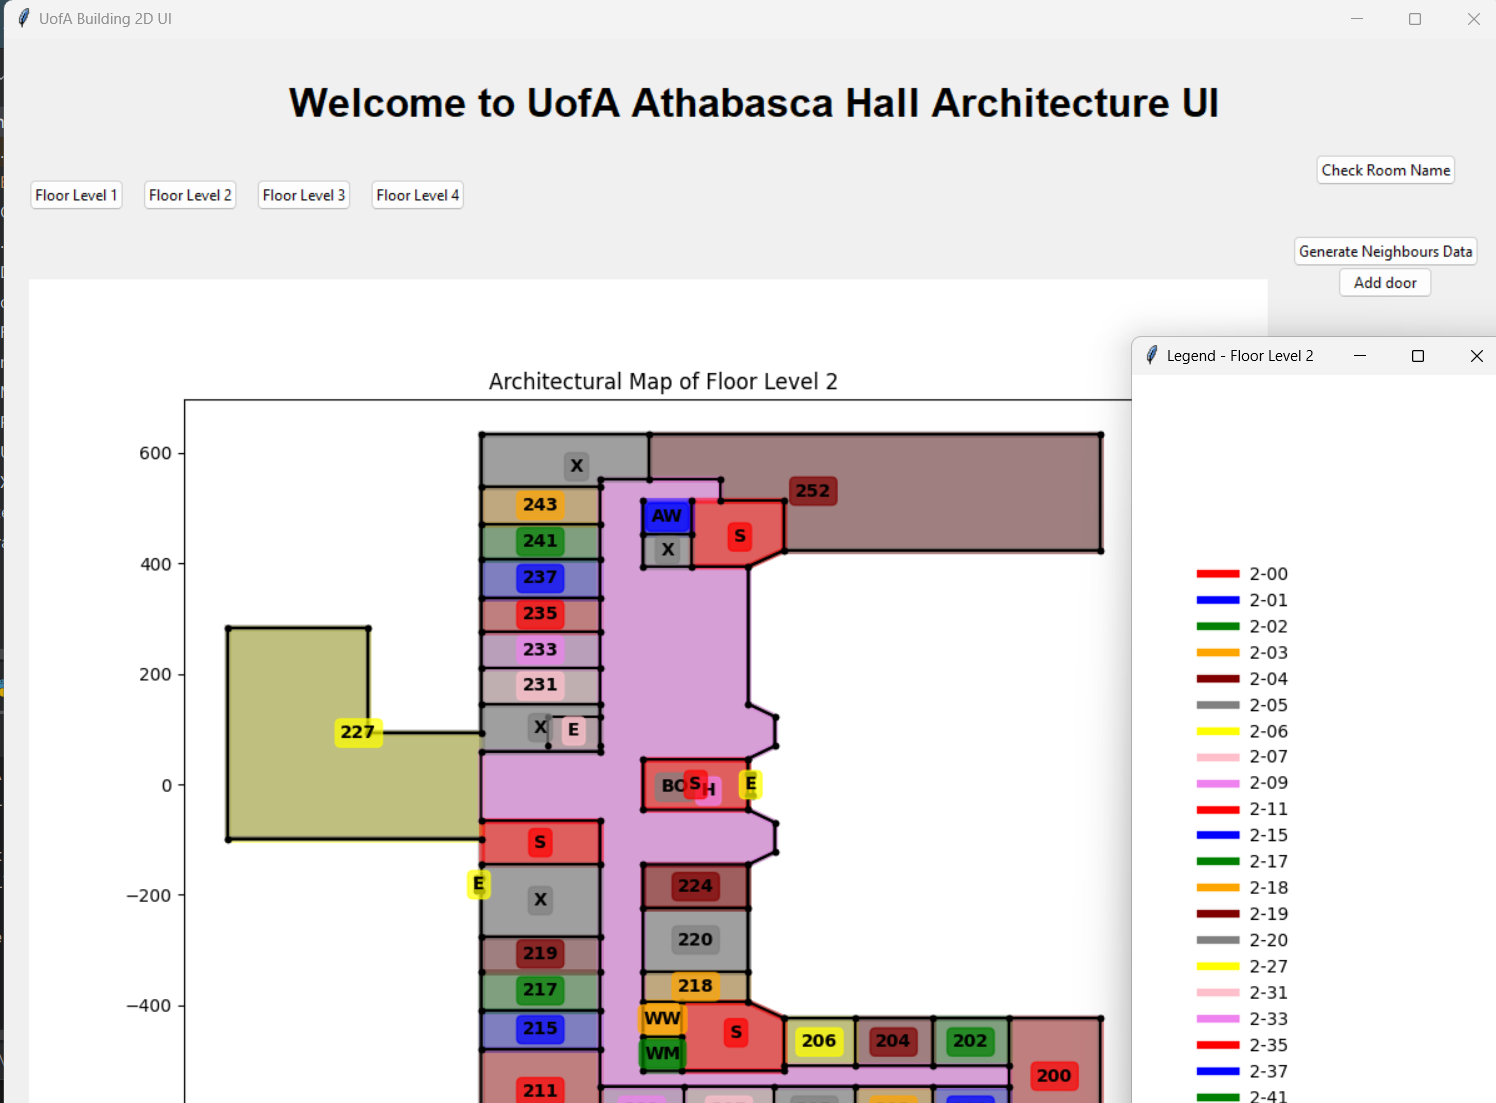 UofA Building 2D UI
Welcome to UofA Athabasca Hall Architecture UI
Check Room Name
Floor Level 1
Floor Level 2
Floor Level 3
Floor Level 4
Generate Neighbours Data
Add door
Legend - Floor Level 2
Architectural Map of Floor Level 2
600
400
200
0
−200
−400
X
252
243
AW
S
241
X
237
235
233
231
227
X
E
BO
S
H
E
S
E
X
224
219
220
217
218
215
WW
S
206
204
202
WM
200
211
2-00
2-01
2-02
2-03
2-04
2-05
2-06
2-07
2-09
2-11
2-15
2-17
2-18
2-19
2-20
2-27
2-31
2-33
2-35
2-37
2-41